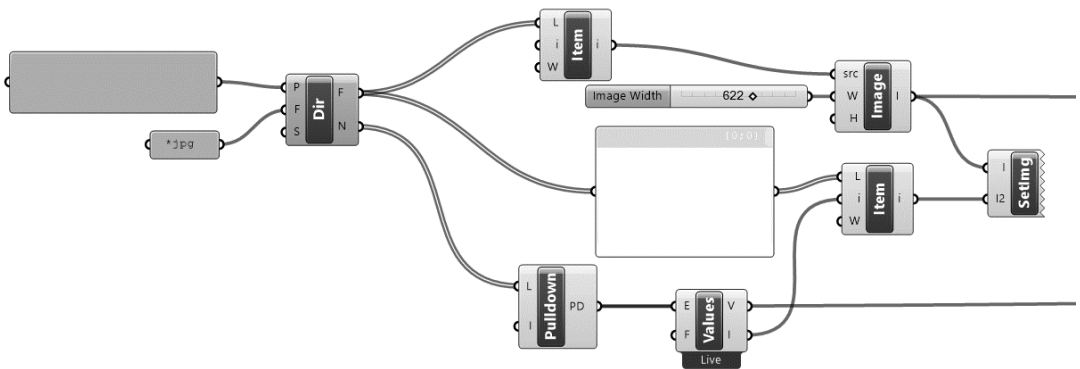 L
i
W
Item
i
P
F
S
Dir
F
N
*jpg
Image Width
622
src
W
H
Image
I
{0;0}
L
i
W
Item
i
I
I2
SetImg
L
I
Pulldown
PD
E
F
Values
V
I
Live